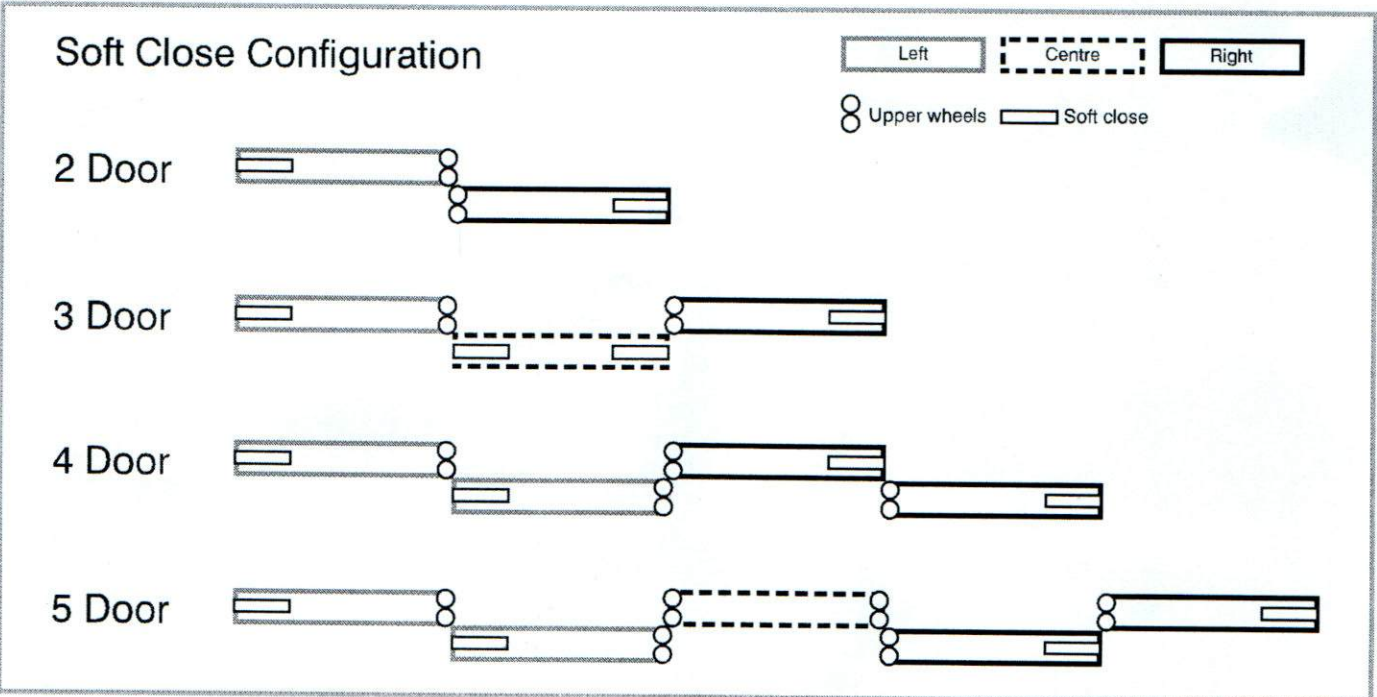 Soft Close Configuration
Left
Centre
Right
Upper wheels
Soft close
2 Door
3 Door
4 Door
5 Door